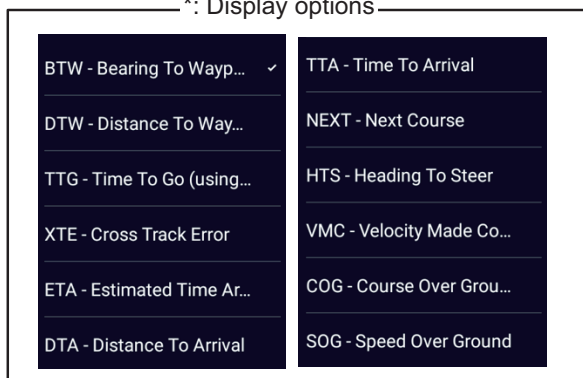 *: Display options
BTW - Bearing To Wayp...
DTW - Distance To Way...
TTG - Time To Go (using...
XTE - Cross Track Error
ETA - Estimated Time Ar...
DTA - Distance To Arrival
TTA - Time To Arrival
NEXT - Next Course
HTS - Heading To Steer
VMC - Velocity Made Co...
COG - Course Over Grou...
SOG - Speed Over Ground